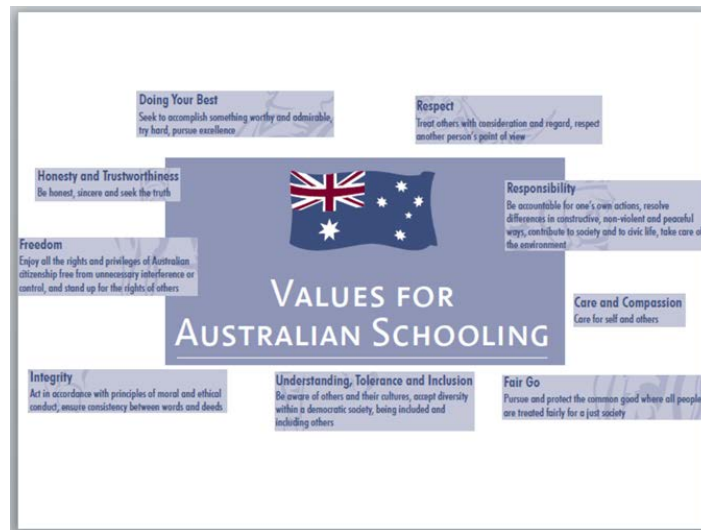 Doing Your Best
Seek to accomplish something worthy and admirable,
try hard, pursue excellence
Respect
Treat others with consideration and regard, respect
another person's point of view
Honesty and Trustworthiness
Be honest, sincere and seek the truth
Responsibility
Be accountable for one's own actions, resolve
differences in constructive, non-violent and peaceful
ways, contribute to society and to civic life, take care of
the environment
Freedom
Enjoy all the rights and privileges of Australian
citizenship free from unnecessary interference or
control, and stand up for the rights of others
VALUES FOR
AUSTRALIAN SCHOOLING
Care and Compassion
Care for self and others
Integrity
Act in accordance with principles of moral and ethical
conduct, ensure consistency between words and deeds
Understanding, Tolerance and Inclusion
Be aware of others and their cultures, accept diversity
within a democratic society, being included and
including others
Fair Go
Pursue and protect the common good where all people
are treated fairly for a just society